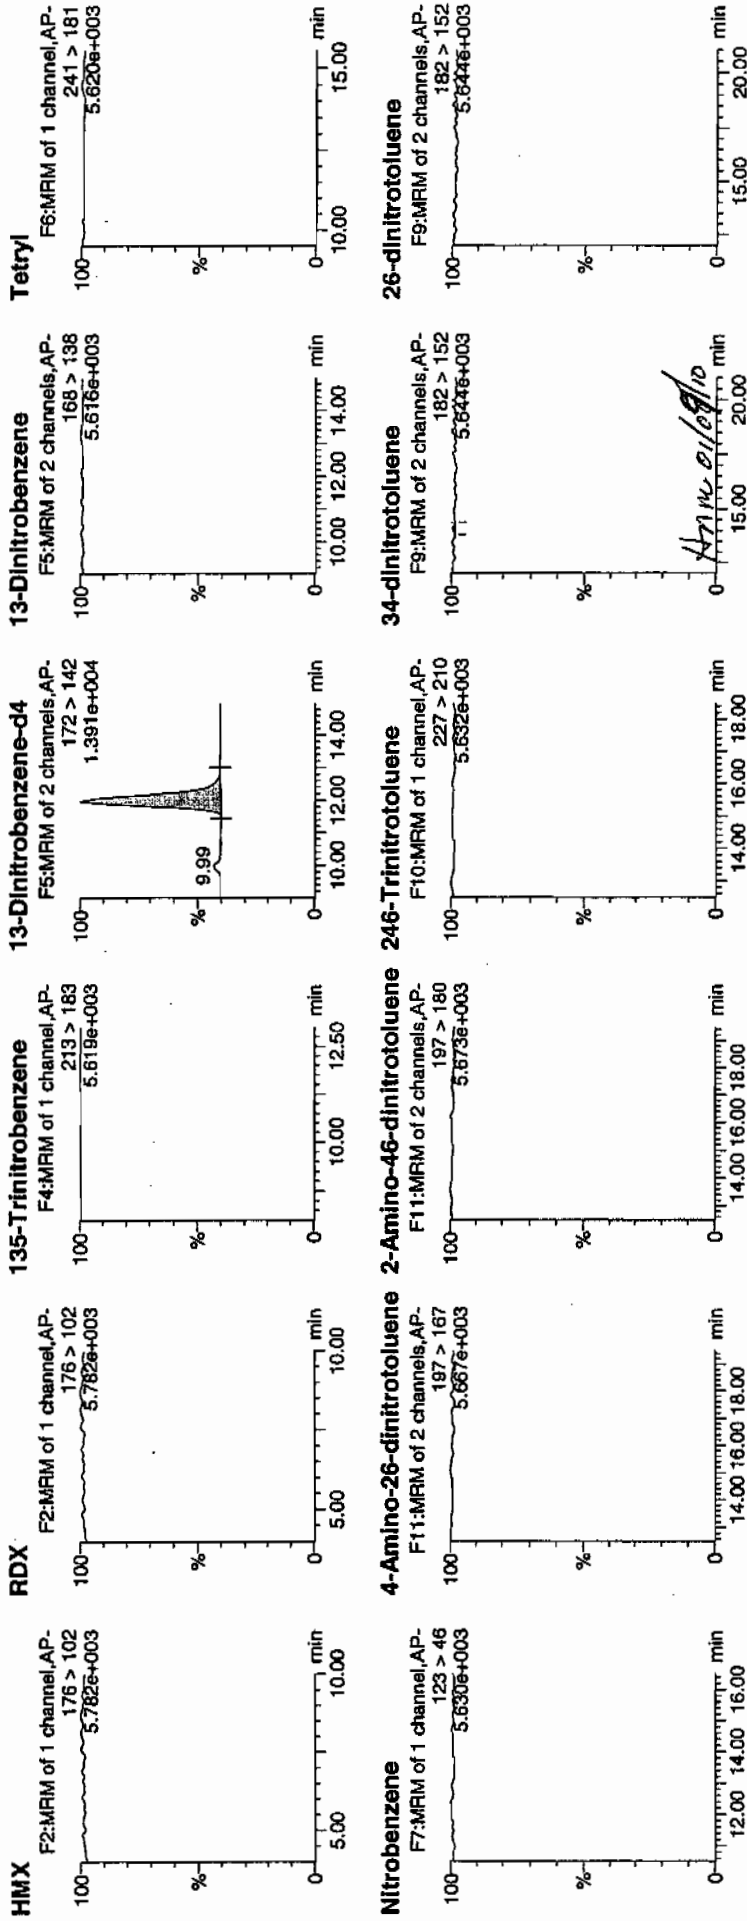 HMX
F2:MRM of 1 channel,AP-
176 > 102
5.782e+003
100
%
0
5.00
10.00
min
RDX
F2:MRM of 1 channel,AP-
176 > 102
5.782e+003
100
%
0
5.00
10.00
min
135-Trinitrobenzene
F4:MRM of 1 channel,AP-
213 > 183
5.619e+003
100
%
0
10.00
12.50
min
13-Dinitrobenzene-d4
F5:MRM of 2 channels,AP-
172 > 142
1.391e+004
100
%
9.99
0
10.00
12.00
14.00
min
13-Dinitrobenzene
F5:MRM of 2 channels,AP-
168 > 138
5.616e+003
100
%
0
10.00
12.00
14.00
min
Tetryl
F6:MRM of 1 channel,AP-
241 > 181
5.620e+003
100
%
0
10.00
15.00
min
Nitrobenzene
F7:MRM of 1 channel,AP-
123 > 46
5.630e+003
100
%
0
12.00
14.00
16.00
min
4-Amino-26-dinitrotoluene
F11:MRM of 2 channels,AP-
197 > 167
5.667e+003
100
%
0
14.00
16.00
18.00
min
2-Amino-46-dinitrotoluene
F11:MRM of 2 channels,AP-
197 > 180
5.673e+003
100
%
0
14.00
16.00
18.00
min
246-Trinitrotoluene
F10:MRM of 1 channel,AP-
227 > 210
5.632e+003
100
%
0
14.00
16.00
18.00
min
34-dinitrotoluene
F9:MRM of 2 channels,AP-
182 > 152
5.644e+003
100
%
0
15.00
20.00
min
26-dinitrotoluene
F9:MRM of 2 channels,AP-
182 > 152
5.644e+003
100
%
0
15.00
20.00
min